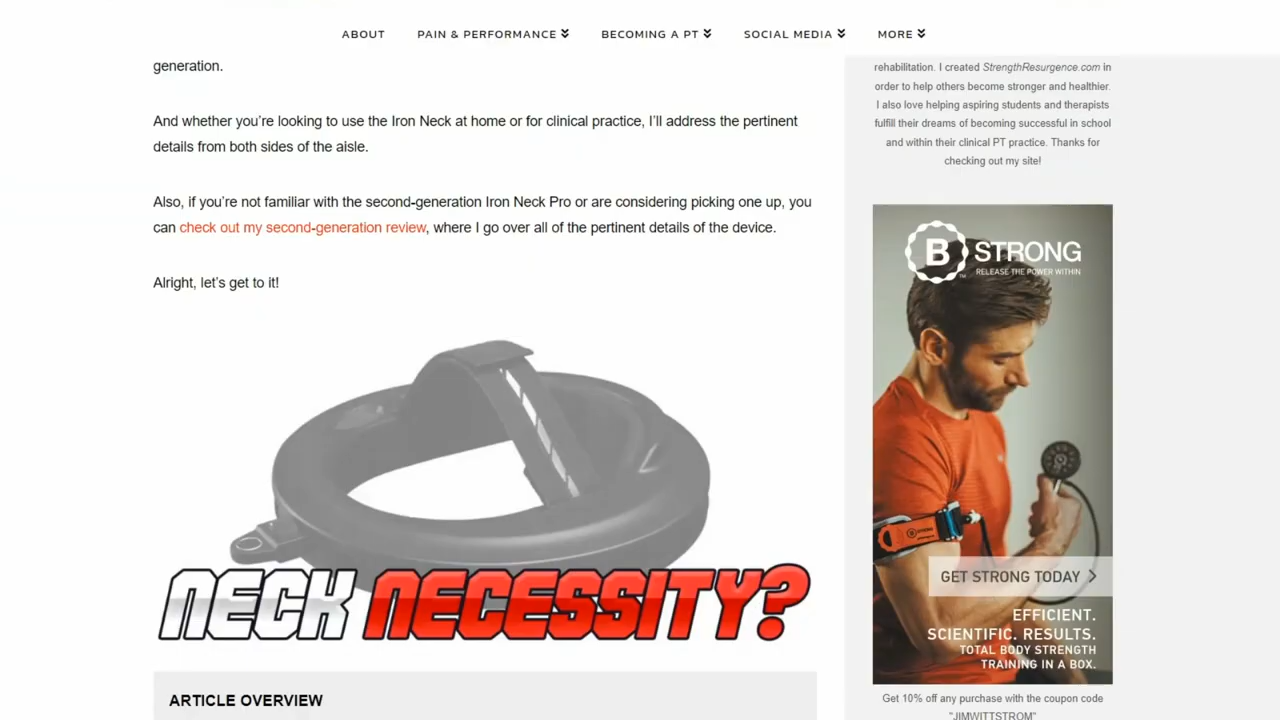 ABOUT PAIN & PERFORMANCE BECOMING A PT SOCIAL MEDIA MORE
generation.
And whether you’re looking to use the Iron Neck at home or for clinical practice, I’ll address the pertinent
details from both sides of the aisle.
Also, if you’re not familiar with the second-generation Iron Neck Pro or are considering picking one up, you
can check out my second-generation review, where I go over all of the pertinent details of the device.
Alright, let’s get to it!
NECK NECESSITY?
ARTICLE OVERVIEW
rehabilitation. I created StrengthResurgence.com in
order to help others become stronger and healthier.
I also love helping aspiring students and therapists
fulfill their dreams of becoming successful in school
and within their clinical PT practice. Thanks for
checking out my site!
B STRONG
RELEASE THE POWER WITHIN
B STRONG
GET STRONG TODAY
EFFICIENT.
SCIENTIFIC. RESULTS.
TOTAL BODY STRENGTH
TRAINING IN A BOX.
Get 10% off any purchase with the coupon code
"JIMWITTSTROM"